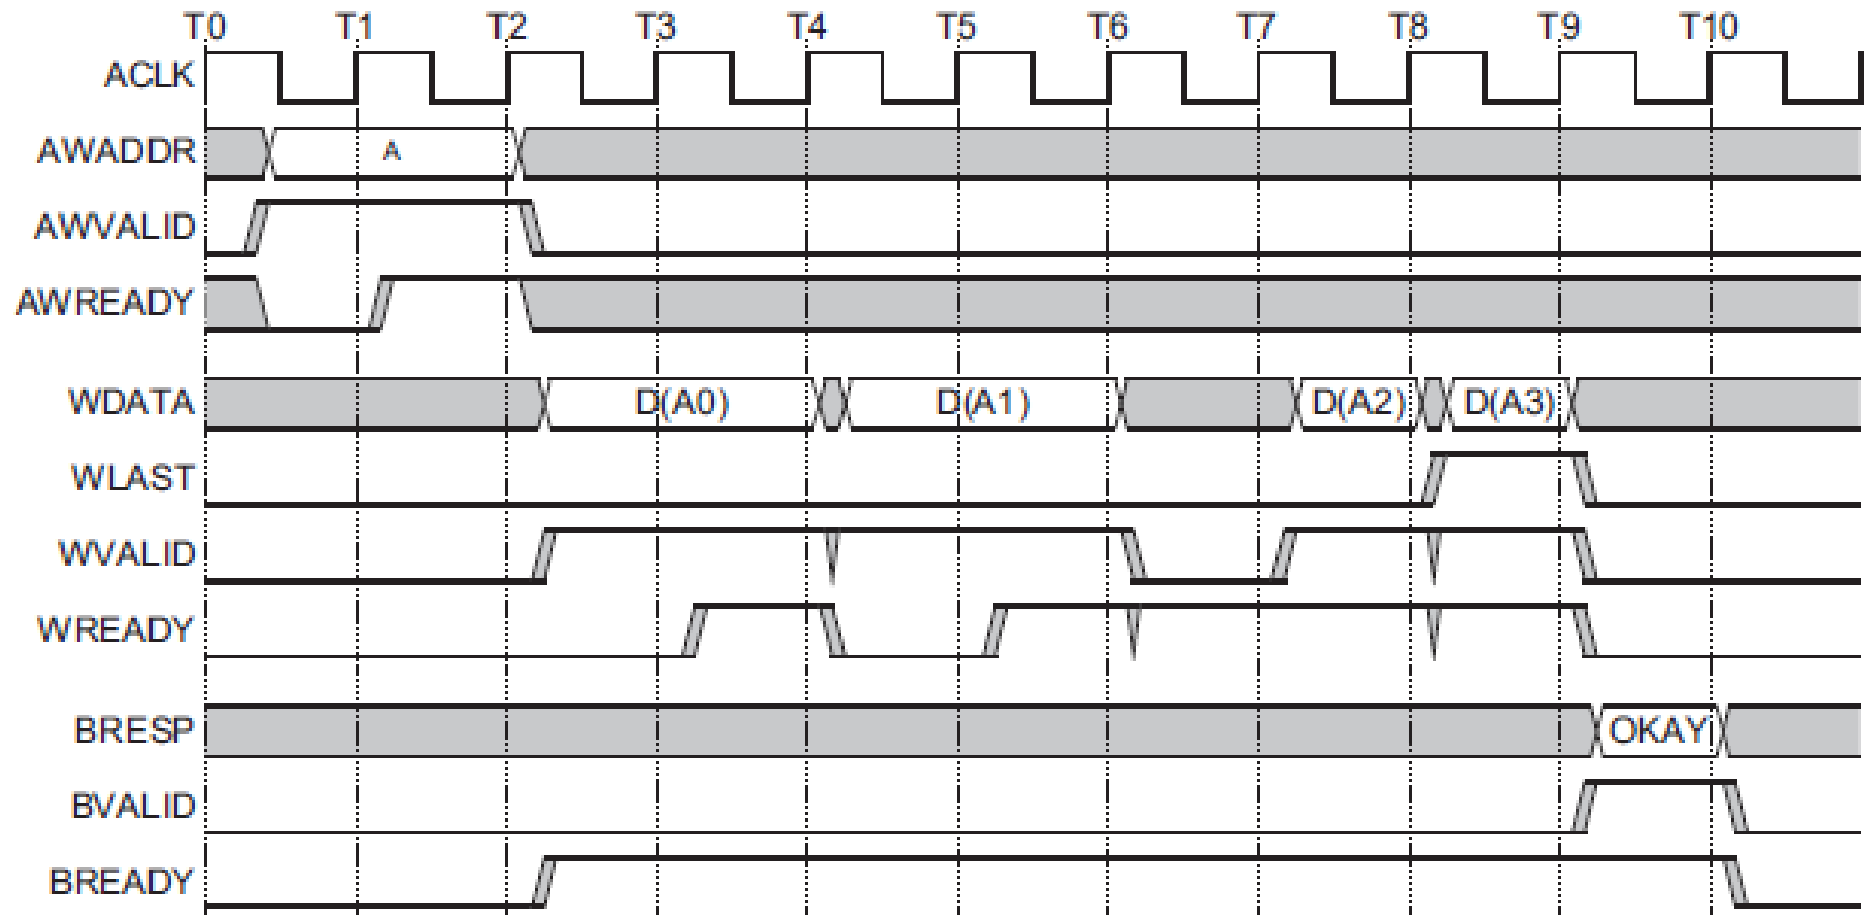 T0 T1 T2 T3 T4 T5 T6 T7 T8 T9 T10
ACLK
AWADDR A
AWVALID
AWREADY
WDATA D(A0) D(A1) D(A2) D(A3)
WLAST
WVALID
WREADY
BRESP OKAY
BVALID
BREADY